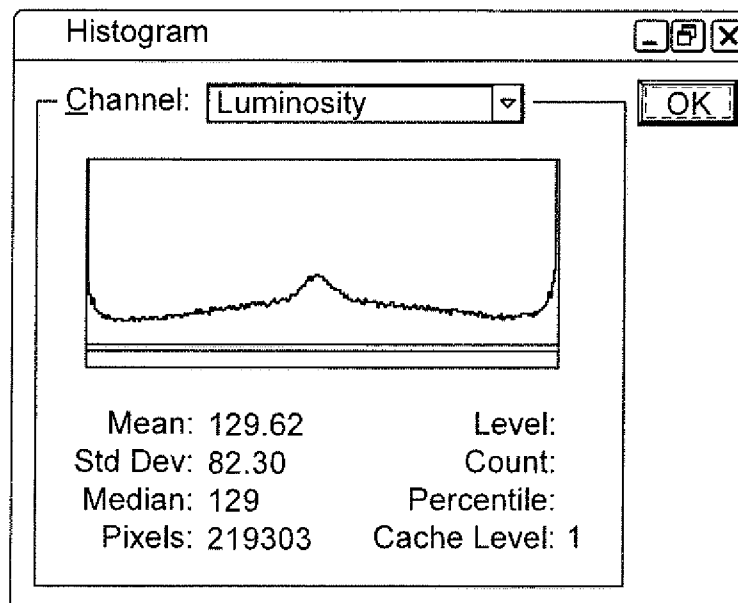 Histogram
Channel: Luminosity
OK
Mean: 129.62
Level:
Std Dev: 82.30
Count:
Median: 129
Percentile:
Pixels: 219303
Cache Level: 1